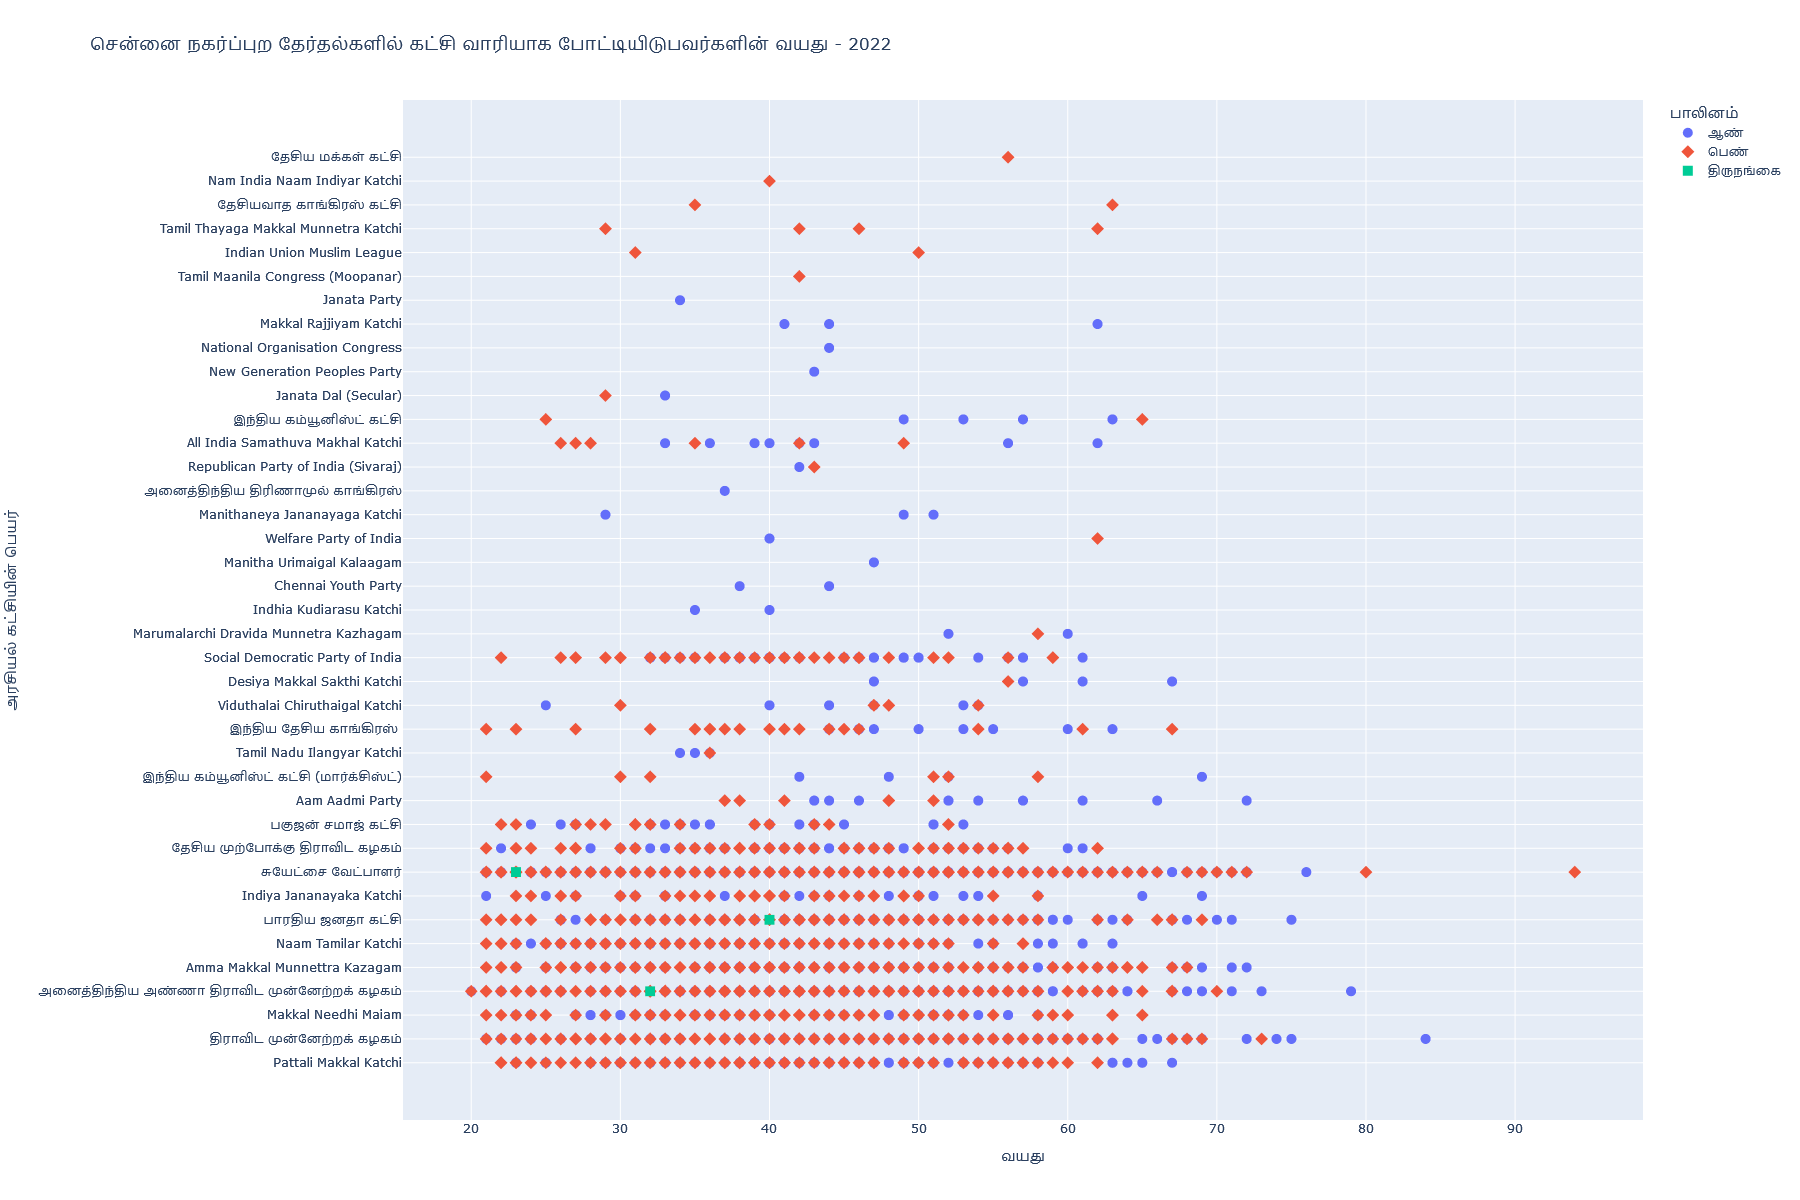 சென்னை நகர்ப்புற தேர்தல்களில் கட்சி வாரியாக போட்டியிடுபவர்களின் வயது - 2022
பாலினம்
ஆண்
பெண்
திருநங்கை
அரசியல் கட்சியின் பெயர்
தேசிய மக்கள் கட்சி
Nam India Naam Indiyar Katchi
தேசியவாத காங்கிரஸ் கட்சி
Tamil Thayaga Makkal Munnetra Katchi
Indian Union Muslim League
Tamil Maanila Congress (Moopanar)
Janata Party
Makkal Rajjiyam Katchi
National Organisation Congress
New Generation Peoples Party
Janata Dal (Secular)
இந்திய கம்யூனிஸ்ட் கட்சி
All India Samathuva Makhal Katchi
Republican Party of India (Sivaraj)
அனைத்திந்திய திரிணாமுல் காங்கிரஸ்
Manithaneya Jananayaga Katchi
Welfare Party of India
Manitha Urimaigal Kalaagam
Chennai Youth Party
Indhia Kudiarasu Katchi
Marumalarchi Dravida Munnetra Kazhagam
Social Democratic Party of India
Desiya Makkal Sakthi Katchi
Viduthalai Chiruthaigal Katchi
இந்திய தேசிய காங்கிரஸ்
Tamil Nadu Ilangyar Katchi
இந்திய கம்யூனிஸ்ட் கட்சி (மார்க்சிஸ்ட்)
Aam Aadmi Party
பகுஜன் சமாஜ் கட்சி
தேசிய முற்போக்கு திராவிட கழகம்
சுயேட்சை வேட்பாளர்
Indiya Jananayaka Katchi
பாரதிய ஜனதா கட்சி
Naam Tamilar Katchi
Amma Makkal Munnettra Kazagam
அனைத்திந்திய அண்ணா திராவிட முன்னேற்றக் கழகம்
Makkal Needhi Maiam
திராவிட முன்னேற்றக் கழகம்
Pattali Makkal Katchi
20 30 40 50 60 70 80 90
வயது